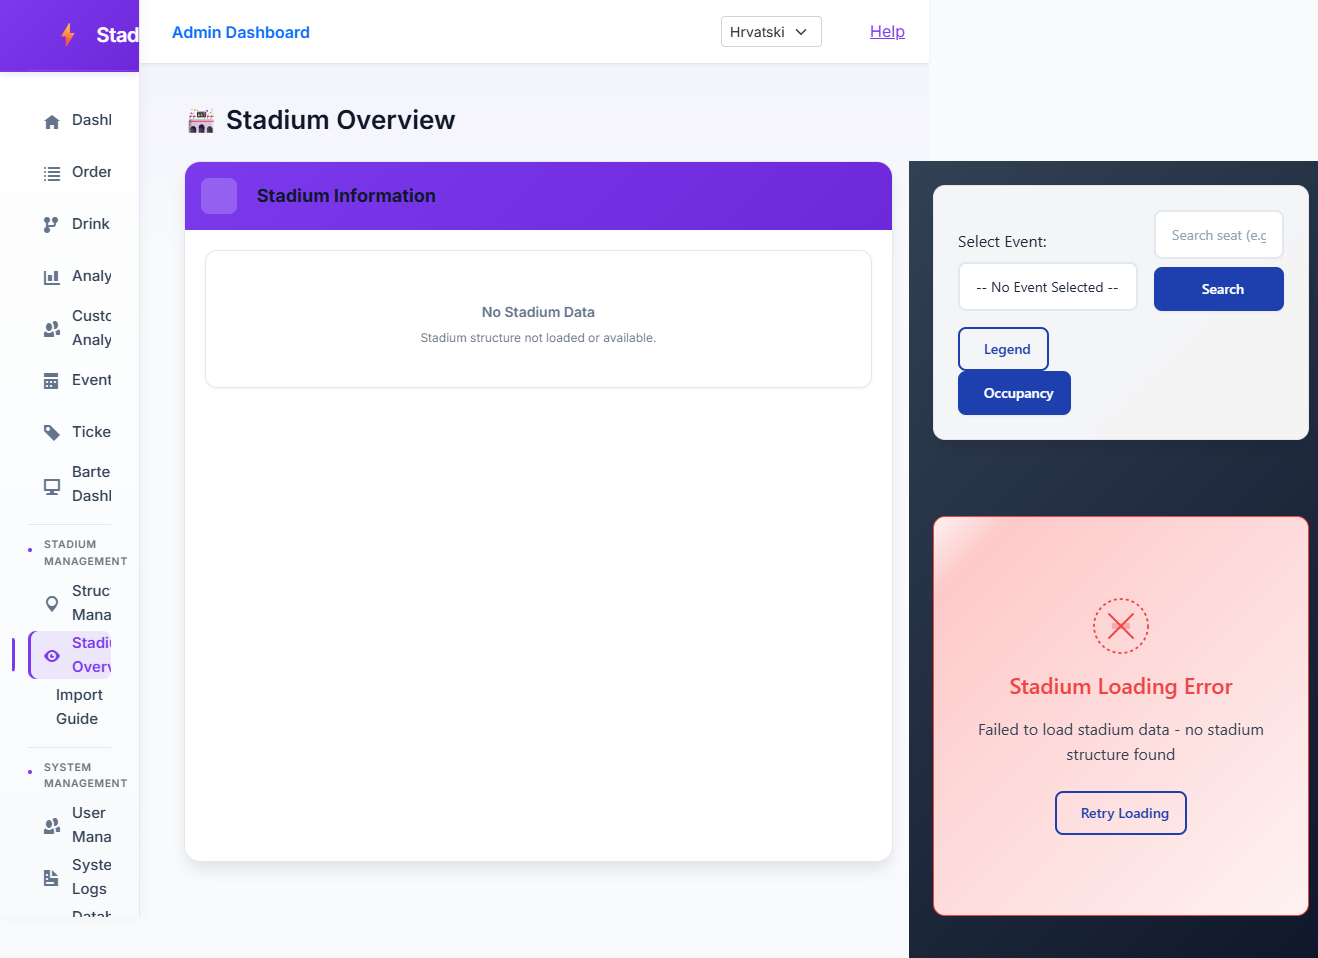 Stad
Admin Dashboard
Hrvatski
Help
Dashl
Order
Drink
Analy
Custo
Analy
Event
Ticke
Barte
Dashl
STADIUM
MANAGEMENT
Struc
Mana
Stadi
Overv
Import
Guide
SYSTEM
MANAGEMENT
User
Mana
Syste
Logs
Stadium Overview
Stadium Information
No Stadium Data
Stadium structure not loaded or available.
Select Event:
-- No Event Selected --
Search seat (e.g
Search
Legend
Occupancy
Stadium Loading Error
Failed to load stadium data - no stadium
structure found
Retry Loading